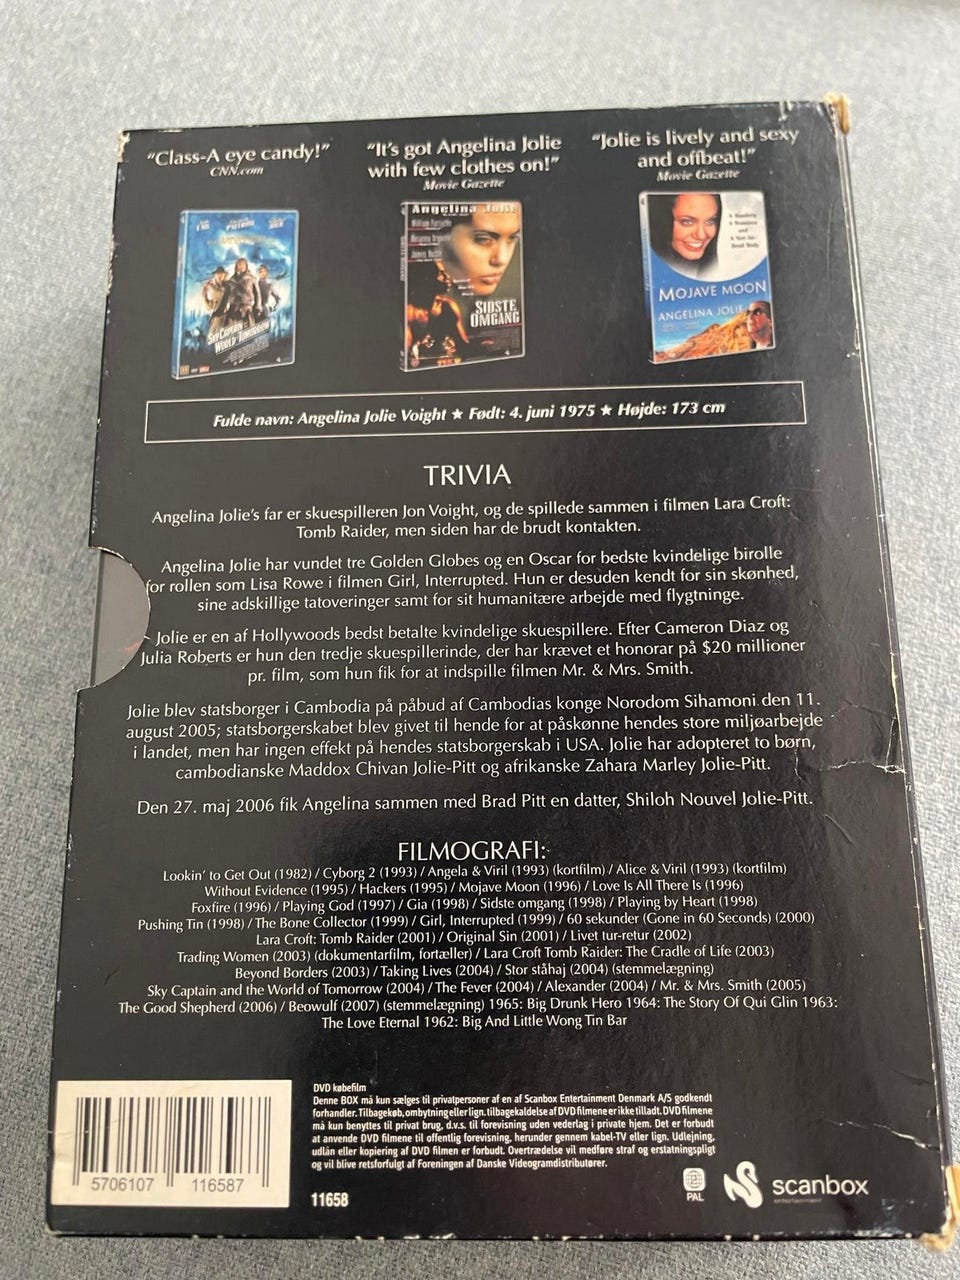 "Class-A eye candy!"
CNN.com
"It's got Angelina Jolie
with few clothes on!"
Movie Gazette
"Jolie is lively and sexy
and offbeat!"
Movie Gazette
SKY CAPTAIN
WORLD OF TOMORROW
Angelina Jolie
SIDSTE
OMGANG
MOJAVE MOON
ANGELINA JOLIE
Fulde navn: Angelina Jolie Voight ★ Født: 4. juni 1975 ★ Højde: 173 cm
TRIVIA
Angelina Jolie's far er skuespilleren Jon Voight, og de spillede sammen i filmen Lara Croft:
Tomb Raider, men siden har de brudt kontakten.
Angelina Jolie har vundet tre Golden Globes og en Oscar for bedste kvindelige birolle
for rollen som Lisa Rowe i filmen Girl, Interrupted. Hun er desuden kendt for sin skønhed,
sine adskillige tatoveringer samt for sit humanitære arbejde med flygtninge.
Jolie er en af Hollywoods bedst betalte kvindelige skuespillere. Efter Cameron Diaz og
Julia Roberts er hun den tredje skuespillerinde, der har krævet et honorar på $20 millioner
pr. film, som hun fik for at indspille filmen Mr. & Mrs. Smith.
Jolie blev statsborger i Cambodia på påbud af Cambodias konge Norodom Sihamoni den 11.
august 2005; statsborgerskabet blev givet til hende for at påskønne hendes store miljøarbejde
i landet, men har ingen effekt på hendes statsborgerskab i USA. Jolie har adopteret to børn,
cambodianske Maddox Chivan Jolie-Pitt og afrikanske Zahara Marley Jolie-Pitt.
Den 27. maj 2006 fik Angelina sammen med Brad Pitt en datter, Shiloh Nouvel Jolie-Pitt.
FILMOGRAFI:
Lookin' to Get Out (1982) / Cyborg 2 (1993) / Angela & Viril (1993) (kortfilm) / Alice & Viril (1993) (kortfilm)
Without Evidence (1995) / Hackers (1995) / Mojave Moon (1996) / Love Is All There Is (1996)
Foxfire (1996) / Playing God (1997) / Gia (1998) / Sidste omgang (1998) / Playing by Heart (1998)
Pushing Tin (1998) / The Bone Collector (1999) / Girl, Interrupted (1999) / 60 sekunder (Gone in 60 Seconds) (2000)
Lara Croft: Tomb Raider (2001) / Original Sin (2001) / Livet tur-retur (2002)
Trading Women (2003) (dokumentarfilm, fortæller) / Lara Croft Tomb Raider: The Cradle of Life (2003)
Beyond Borders (2003) / Taking Lives (2004) / Stor ståhaj (2004) (stemmelægning)
Sky Captain and the World of Tomorrow (2004) / The Fever (2004) / Alexander (2004) / Mr. & Mrs. Smith (2005)
The Good Shepherd (2006) / Beowulf (2007) (stemmelægning) 1965: Big Drunk Hero 1964: The Story Of Qui Glin 1963:
The Love Eternal 1962: Big And Little Wong Tin Bar
DVD købefilm
Denne BOX må kun sælges til privatpersoner af en af Scanbox Entertainment Denmark A/S godkendt
forhandler. Tilbagekøb, ombytning eller lign. tilbagekaldelse af DVD filmene er ikke tilladt. DVD filmene
må kun benyttes til privat brug, d.v.s. til forevisning uden vederlag i private hjem. Det er forbudt
at anvende DVD filmene til offentlig forevisning, herunder gennem kabel-TV eller lign. Udlejning,
udlån eller kopiering af DVD filmen er forbudt. Overtrædelse vil medføre straf og erstatningspligt
og vil blive retsforfulgt af Foreningen af Danske Videogramdistributører.
5706107 116587
11658
2
PAL
scanbox
entertainment